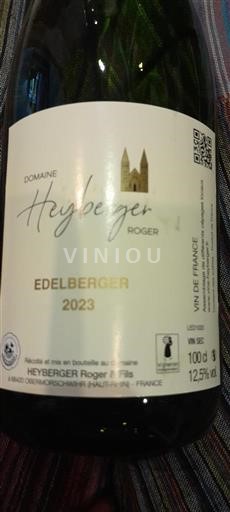 DOMAINE
Heyberger
ROGER
VINIOU
EDELBERGER
2023
Récolté et mis en bouteille au domaine
HEYBERGER Roger & Fils
à 68420 OBERMORSCHWIHR (HAUT-RHIN) - FRANCE
VIN DE FRANCE
VIN SEC
100 cl
12,5% vol.